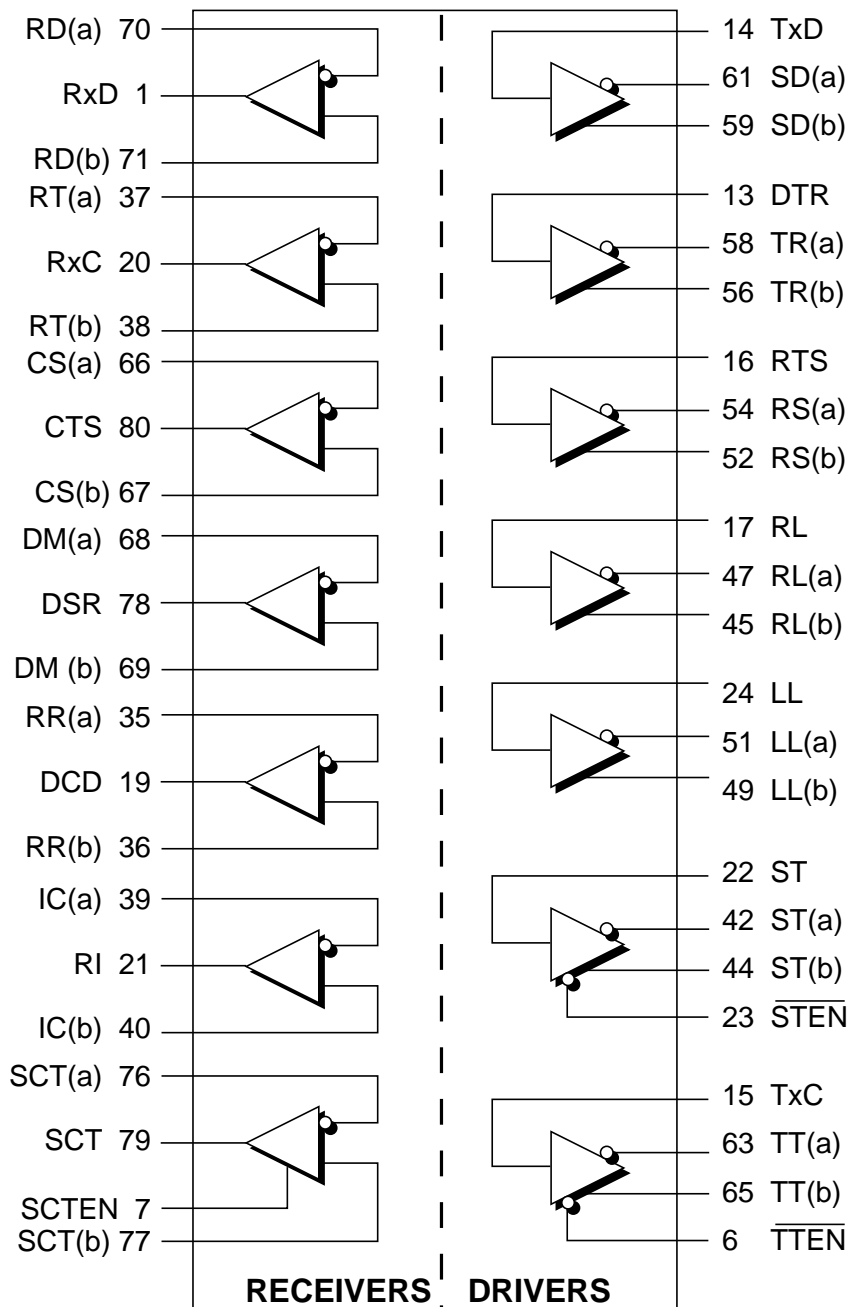 RD(a) 70
RxD 1
RD(b) 71
RT(a) 37
RxC 20
RT(b) 38
CS(a) 66
CTS 80
CS(b) 67
DM(a) 68
DSR 78
DM (b) 69
RR(a) 35
DCD 19
RR(b) 36
IC(a) 39
RI 21
IC(b) 40
SCT(a) 76
SCT 79
SCTEN 7
SCT(b) 77
14 TxD
61 SD(a)
59 SD(b)
13 DTR
58 TR(a)
56 TR(b)
16 RTS
54 RS(a)
52 RS(b)
17 RL
47 RL(a)
45 RL(b)
24 LL
51 LL(a)
49 LL(b)
22 ST
42 ST(a)
44 ST(b)
23 STEN
15 TxC
63 TT(a)
65 TT(b)
6 TTEN
RECEIVERS
DRIVERS